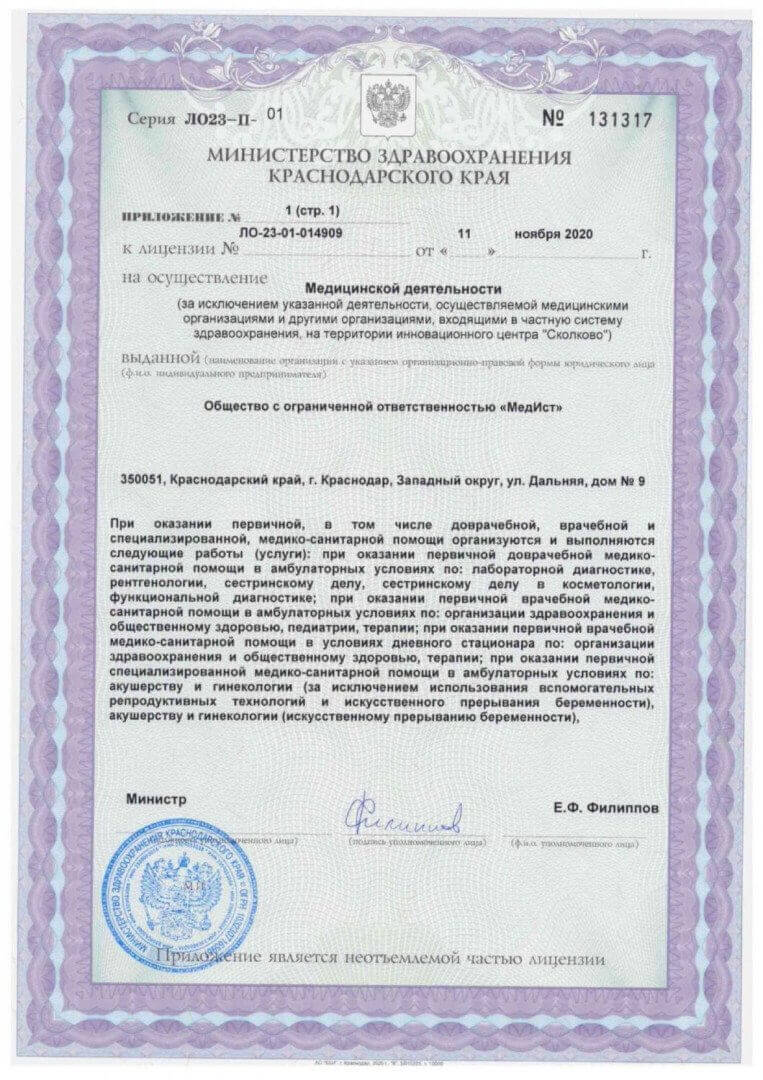 Серия ЛО23-П- 01 № 131317
МИНИСТЕРСТВО ЗДРАВООХРАНЕНИЯ
КРАСНОДАРСКОГО КРАЯ
ПРИЛОЖЕНИЕ № 1 (стр. 1)
к лицензии № ЛО-23-01-014909 от « 11 » ноября 2020 г.
на осуществление Медицинской деятельности
(за исключением указанной деятельности, осуществляемой медицинскими
организациями и другими организациями, входящими в частную систему
здравоохранения, на территории инновационного центра "Сколково")
выданной (наименование организации с указанием организационно-правовой формы юридического лица
(ф.и.о. индивидуального предпринимателя)
Общество с ограниченной ответственностью «МедИст»
350051, Краснодарский край, г. Краснодар, Западный округ, ул. Дальняя, дом № 9
При оказании первичной, в том числе доврачебной, врачебной и
специализированной, медико-санитарной помощи организуются и выполняются
следующие работы (услуги): при оказании первичной доврачебной медико-
санитарной помощи в амбулаторных условиях по: лабораторной диагностике,
рентгенологии, сестринскому делу, сестринскому делу в косметологии,
функциональной диагностике; при оказании первичной врачебной медико-
санитарной помощи в амбулаторных условиях по: организации здравоохранения и
общественному здоровью, педиатрии, терапии; при оказании первичной врачебной
медико-санитарной помощи в условиях дневного стационара по: организации
здравоохранения и общественному здоровью, терапии; при оказании первичной
специализированной медико-санитарной помощи в амбулаторных условиях по:
акушерству и гинекологии (за исключением использования вспомогательных
репродуктивных технологий и искусственного прерывания беременности),
акушерству и гинекологии (искусственному прерыванию беременности),
Министр Филиппов Е.Ф. Филиппов
лица) (подпись уполномоченного лица) (ф.и.о. уполномоченного лица)
МИНИСТЕРСТВО ЗДРАВООХРАНЕНИЯ КРАСНОДАРСКОГО КРАЯ
М.П.
Приложение является неотъемлемой частью лицензии